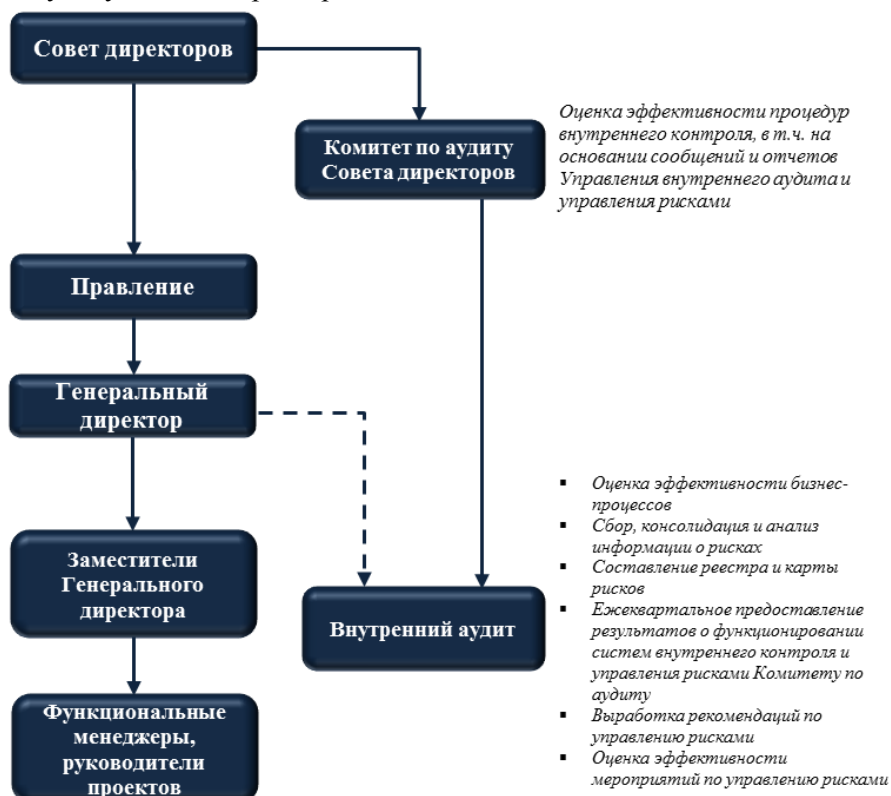 Совет директоров
Комитет по аудиту
Совета директоров
Оценка эффективности процедур
внутреннего контроля, в т.ч. на
основании сообщений и отчетов
Управления внутреннего аудита и
управления рисками
Правление
Генеральный
директор
Заместители
Генерального
директора
Внутренний аудит
Функциональные
менеджеры,
руководители
проектов
▪ Оценка эффективности бизнес-
процессов
▪ Сбор, консолидация и анализ
информации о рисках
▪ Составление реестра и карты
рисков
▪ Ежеквартальное предоставление
результатов о функционировании
систем внутреннего контроля и
управления рисками Комитету по
аудиту
▪ Выработка рекомендаций по
управлению рисками
▪ Оценка эффективности
мероприятий по управлению рисками